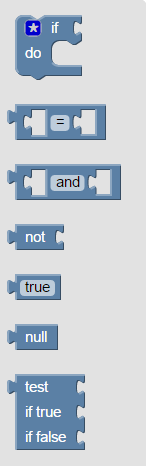 if
do
=
and
not
true
null
test
if true
if false